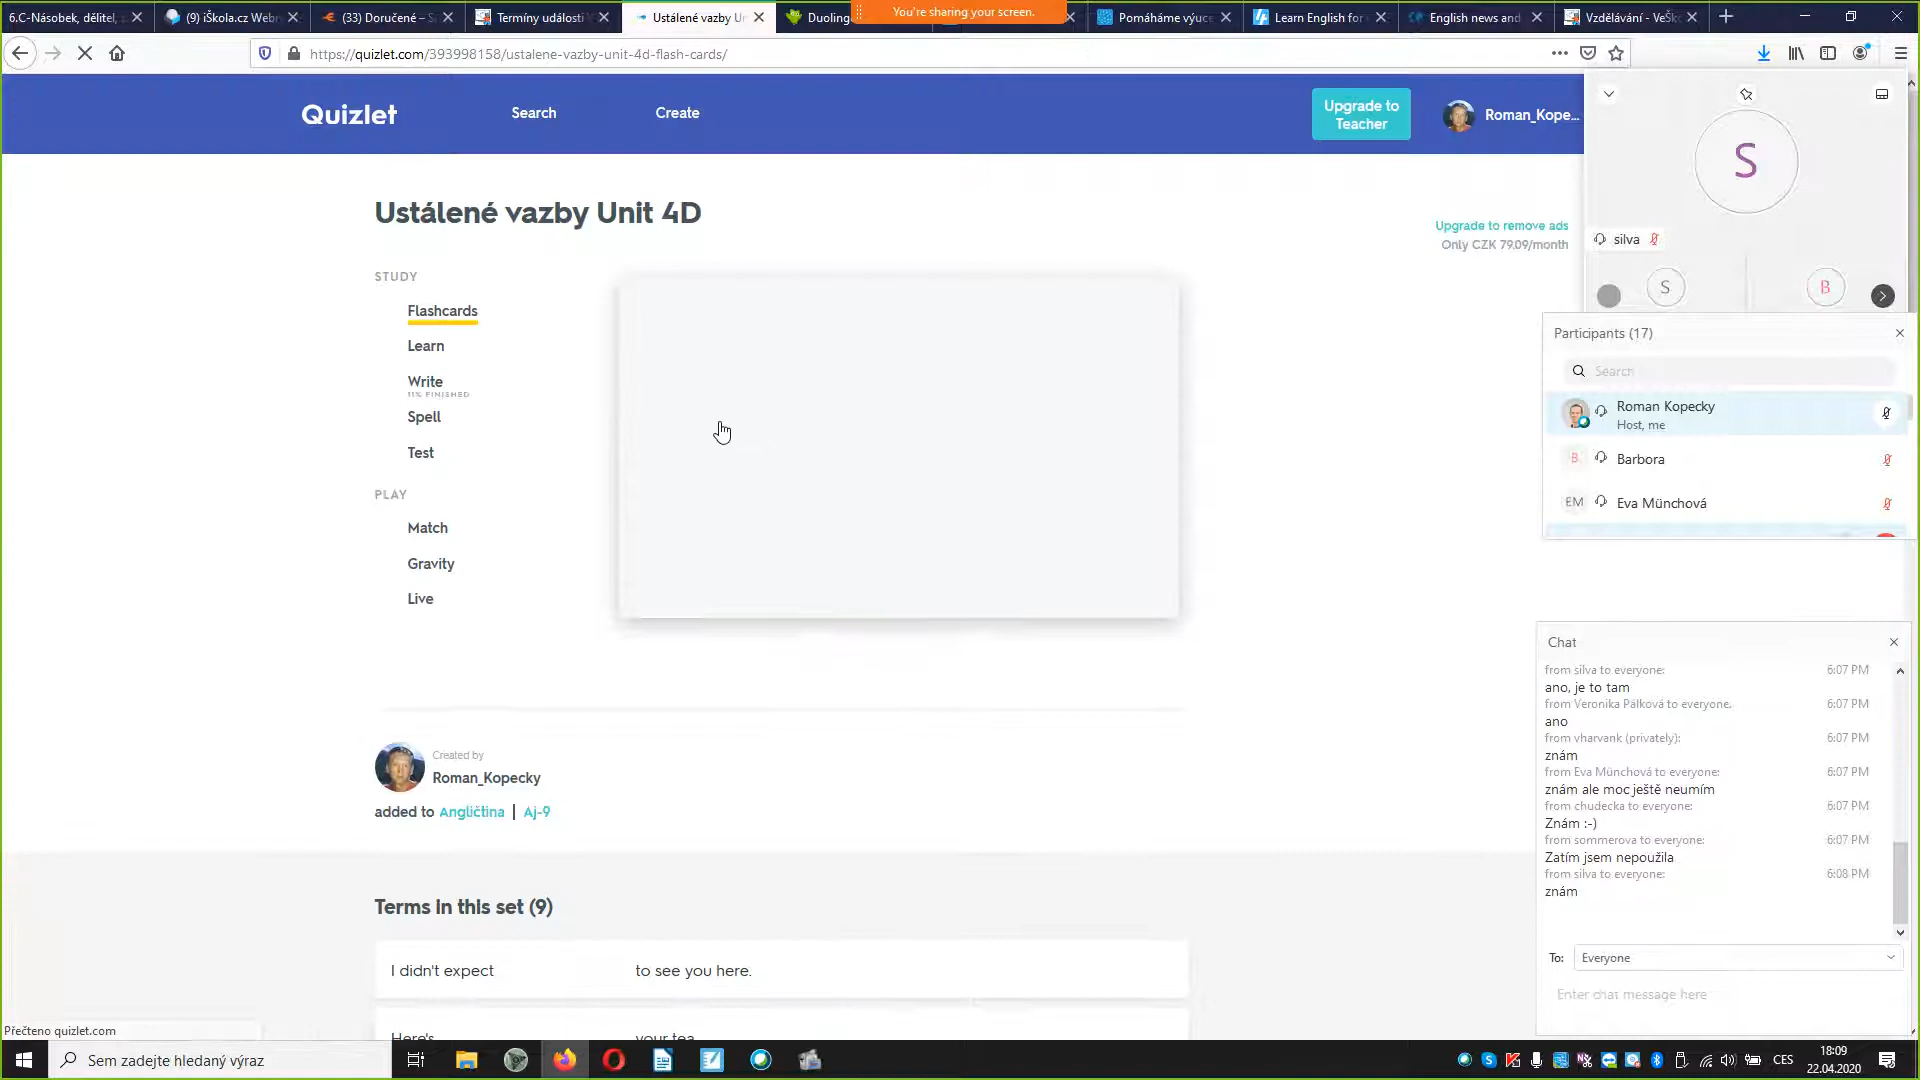 6.C-Násobek, dělitel,
(9) iŠkola.cz Webn
(33) Doručené – S
Termíny události
Ustálené vazby Un
Duoling
You're sharing your screen.
Pomáháme výuce
Learn English for
English news and
Vzdělávání - VeŠk
https://quizlet.com/393998158/ustalene-vazby-unit-4d-flash-cards/
Quizlet
Search
Create
Upgrade to
Teacher
Roman_Kope...
S
silva
S
B
Ustálené vazby Unit 4D
Upgrade to remove ads
Only CZK 79.09/month
STUDY
Flashcards
Learn
Write
11% FINISHED
Spell
Test
PLAY
Match
Gravity
Live
Participants (17)
Search
Roman Kopecky
Host, me
B Barbora
EM Eva Münchová
Created by
Roman_Kopecky
added to Angličtina | Aj-9
Terms in this set (9)
I didn't expect to see you here.
Here's your tea
Chat
from silva to everyone: 6:07 PM
ano, je to tam
from Veronika Pálková to everyone: 6:07 PM
ano
from vharvank (privately): 6:07 PM
znám
from Eva Münchová to everyone: 6:07 PM
znám ale moc ještě neumím
from chudecka to everyone: 6:07 PM
Znám :-)
from sommerova to everyone: 6:07 PM
Zatím jsem nepoužila
from silva to everyone: 6:08 PM
znám
To: Everyone
Enter chat message here
Přečteno quizlet.com
Sem zadejte hledaný výraz
CES
18:09
22.04.2020